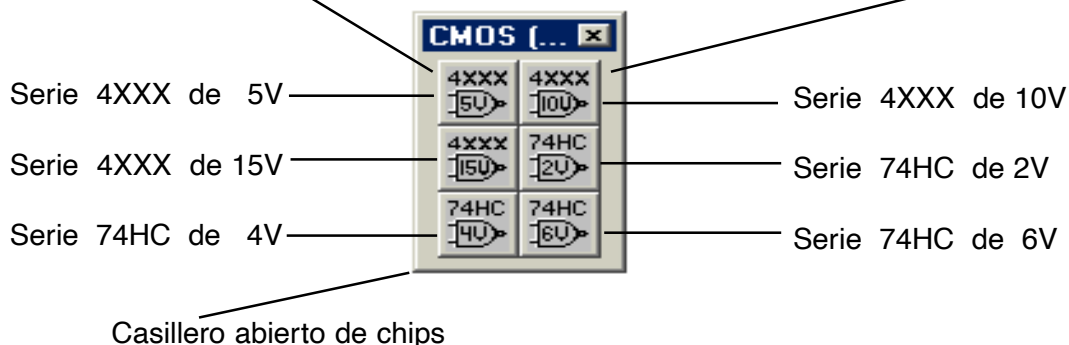 CMOS (...
4XXX 4XXX
5V 10V
Serie 4XXX de 5V
Serie 4XXX de 10V
4XXX 74HC
15V 2V
Serie 4XXX de 15V
Serie 74HC de 2V
74HC 74HC
4V 6V
Serie 74HC de 4V
Serie 74HC de 6V
Casillero abierto de chips